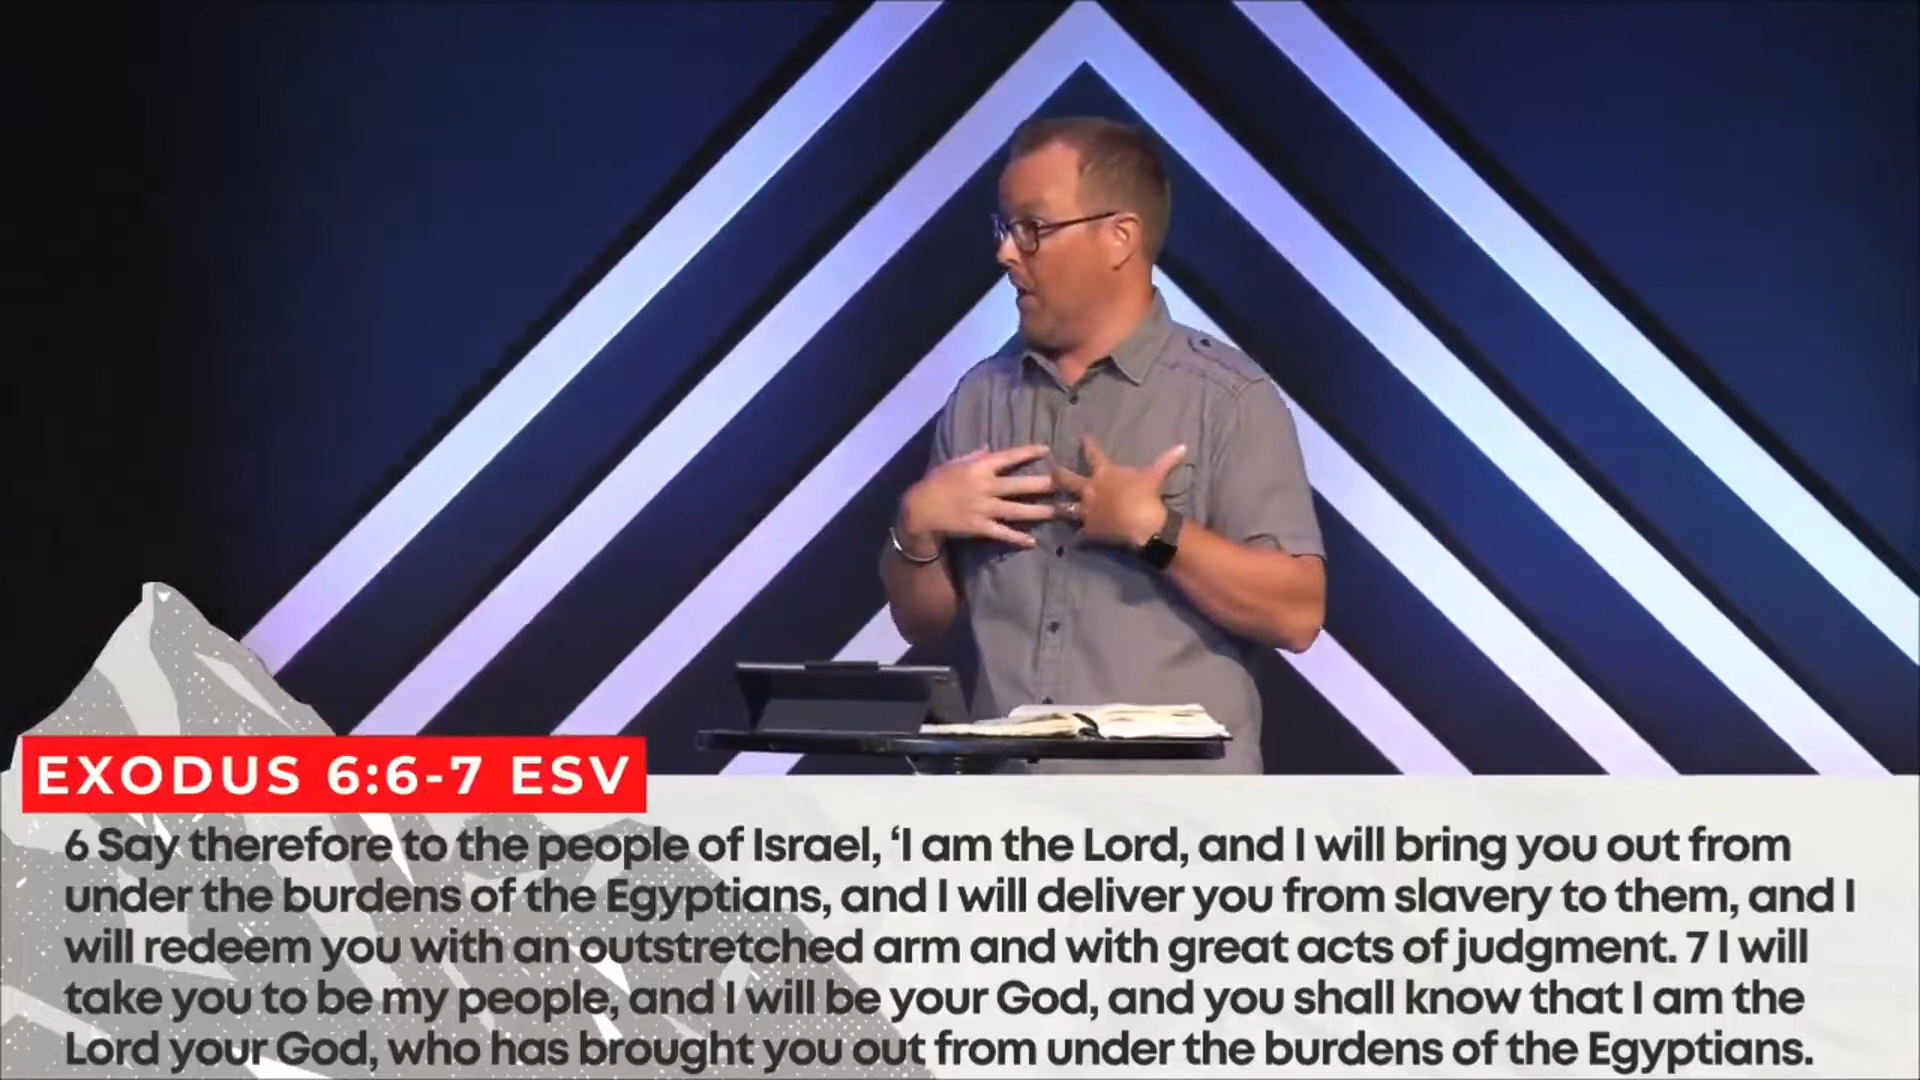 EXODUS 6:6-7 ESV
6 Say therefore to the people of Israel, ‘I am the Lord, and I will bring you out from
under the burdens of the Egyptians, and I will deliver you from slavery to them, and I
will redeem you with an outstretched arm and with great acts of judgment. 7 I will
take you to be my people, and I will be your God, and you shall know that I am the
Lord your God, who has brought you out from under the burdens of the Egyptians.